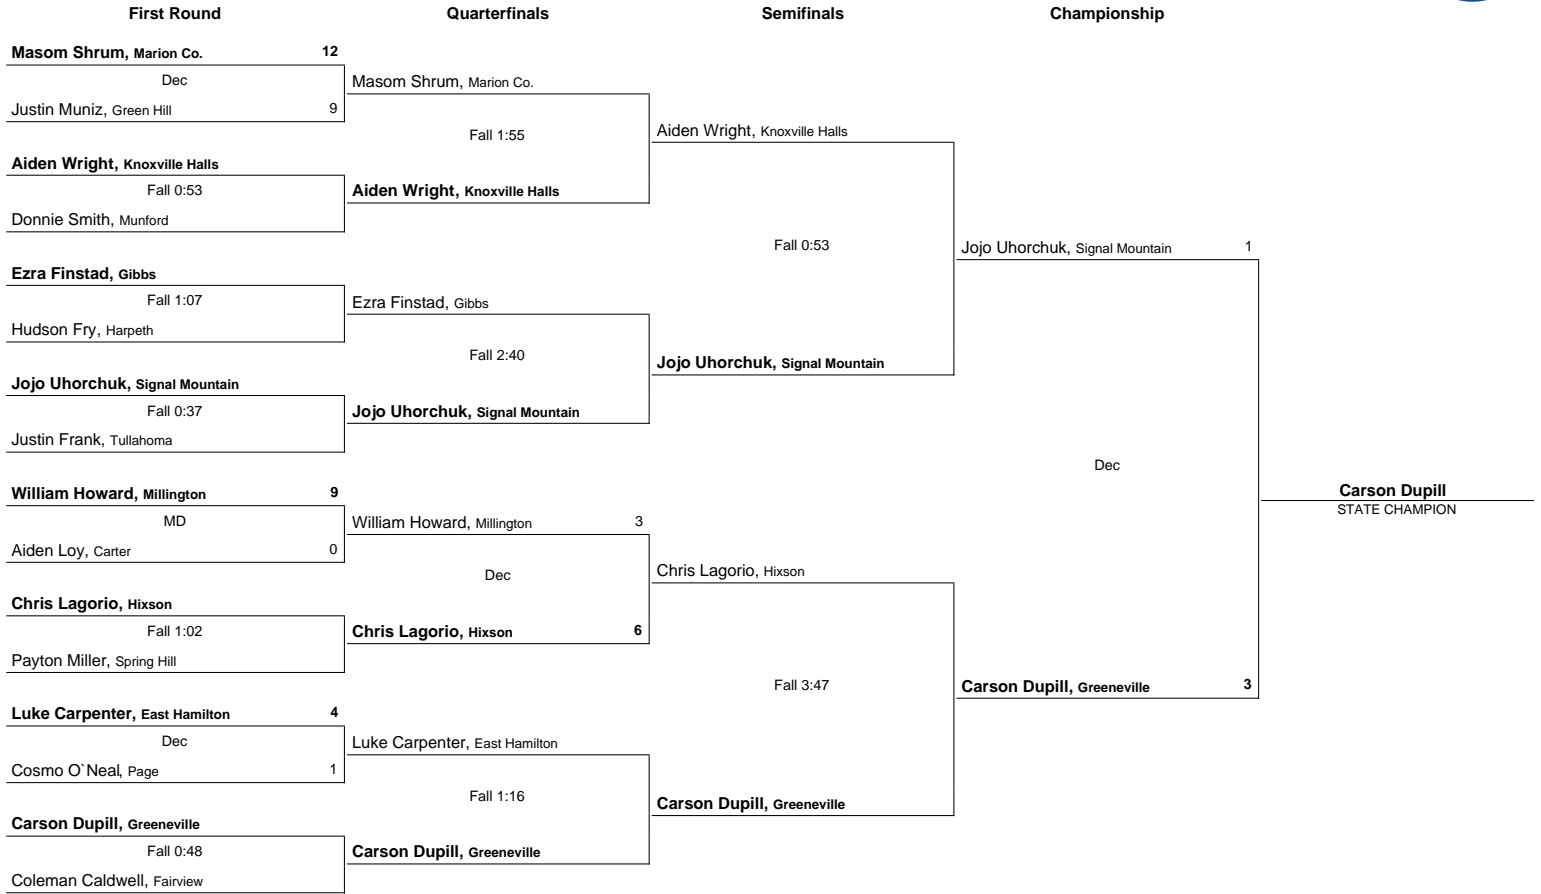 First Round Quarterfinals Semifinals Championship
Masom Shrum, Marion Co. 12
Dec
Justin Muniz, Green Hill 9
Aiden Wright, Knoxville Halls
Fall 0:53
Donnie Smith, Munford
Ezra Finstad, Gibbs
Fall 1:07
Hudson Fry, Harpeth
Jojo Uhorchuk, Signal Mountain
Fall 0:37
Justin Frank, Tullahoma
William Howard, Millington 9
MD
Aiden Loy, Carter 0
Chris Lagorio, Hixson
Fall 1:02
Payton Miller, Spring Hill
Luke Carpenter, East Hamilton 4
Dec
Cosmo O`Neal, Page 1
Carson Dupill, Greeneville
Fall 0:48
Coleman Caldwell, Fairview
Masom Shrum, Marion Co.
Fall 1:55
Aiden Wright, Knoxville Halls
Ezra Finstad, Gibbs
Fall 2:40
Jojo Uhorchuk, Signal Mountain
William Howard, Millington 3
Dec
Chris Lagorio, Hixson 6
Luke Carpenter, East Hamilton
Fall 1:16
Carson Dupill, Greeneville
Aiden Wright, Knoxville Halls
Fall 0:53
Jojo Uhorchuk, Signal Mountain
Chris Lagorio, Hixson
Fall 3:47
Carson Dupill, Greeneville
Jojo Uhorchuk, Signal Mountain 1
Dec
Carson Dupill, Greeneville 3
Carson Dupill
STATE CHAMPION